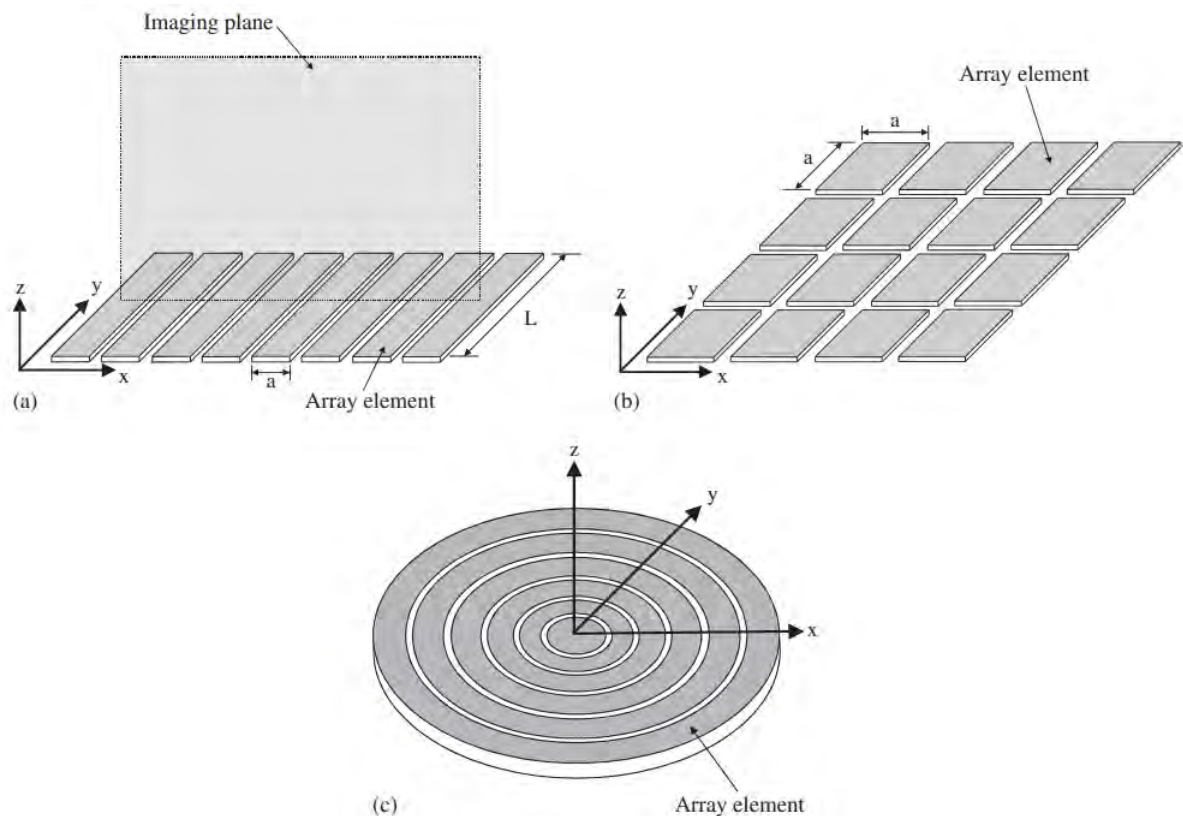 Imaging plane
z
y
x
a
L
Array element
(a)
Array element
a
a
z
y
x
(b)
z
y
x
Array element
(c)